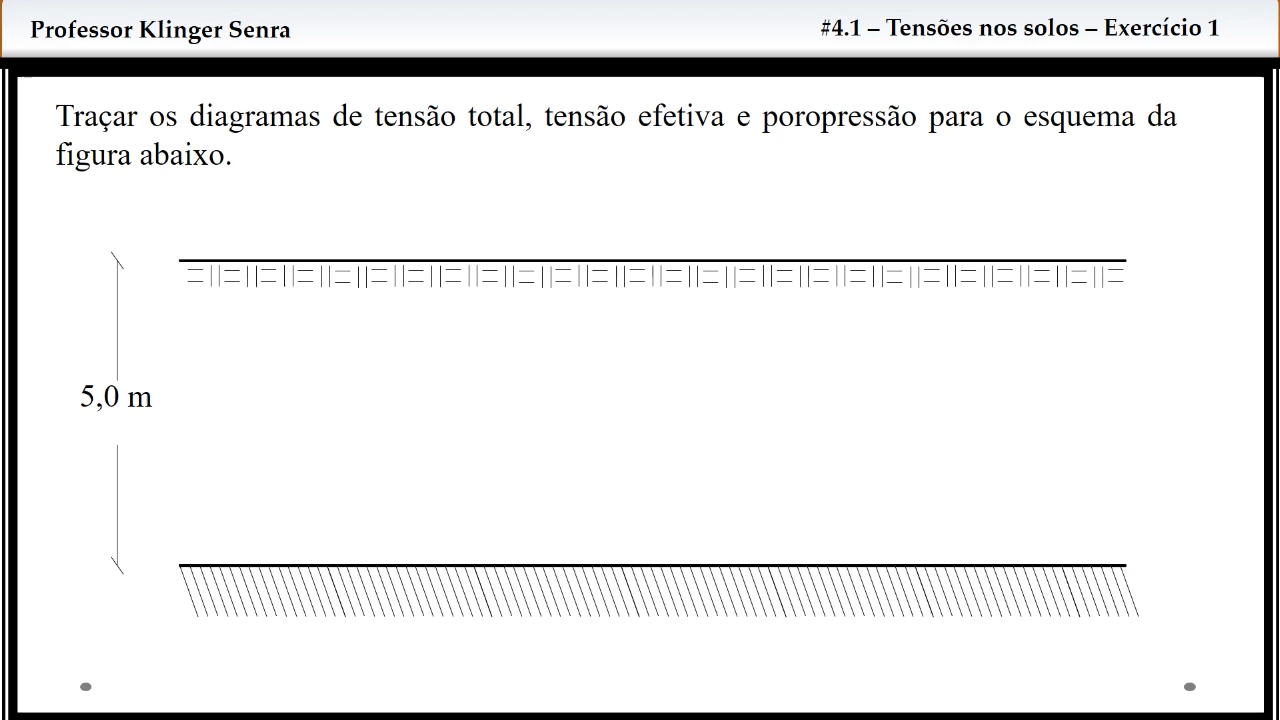 Professor Klinger Senra
#4.1 – Tensões nos solos – Exercício 1
Traçar os diagramas de tensão total, tensão efetiva e poropressão para o esquema da
figura abaixo.
5,0 m